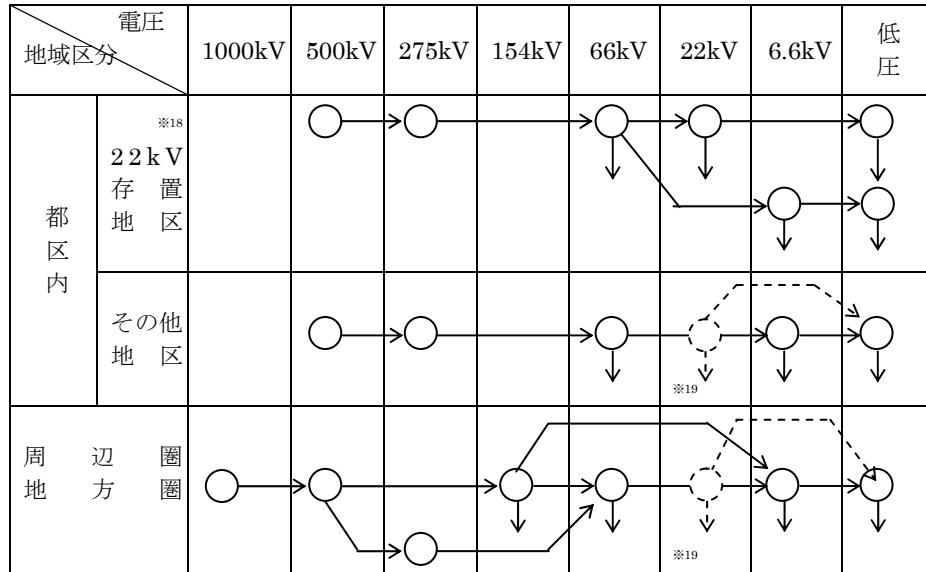 電圧
地域区分
1000kV 500kV 275kV 154kV 66kV 22kV 6.6kV 低圧
都区内
※18
22kV
存置
地区
その他
地区
※19
周辺圏
地方圏
※19